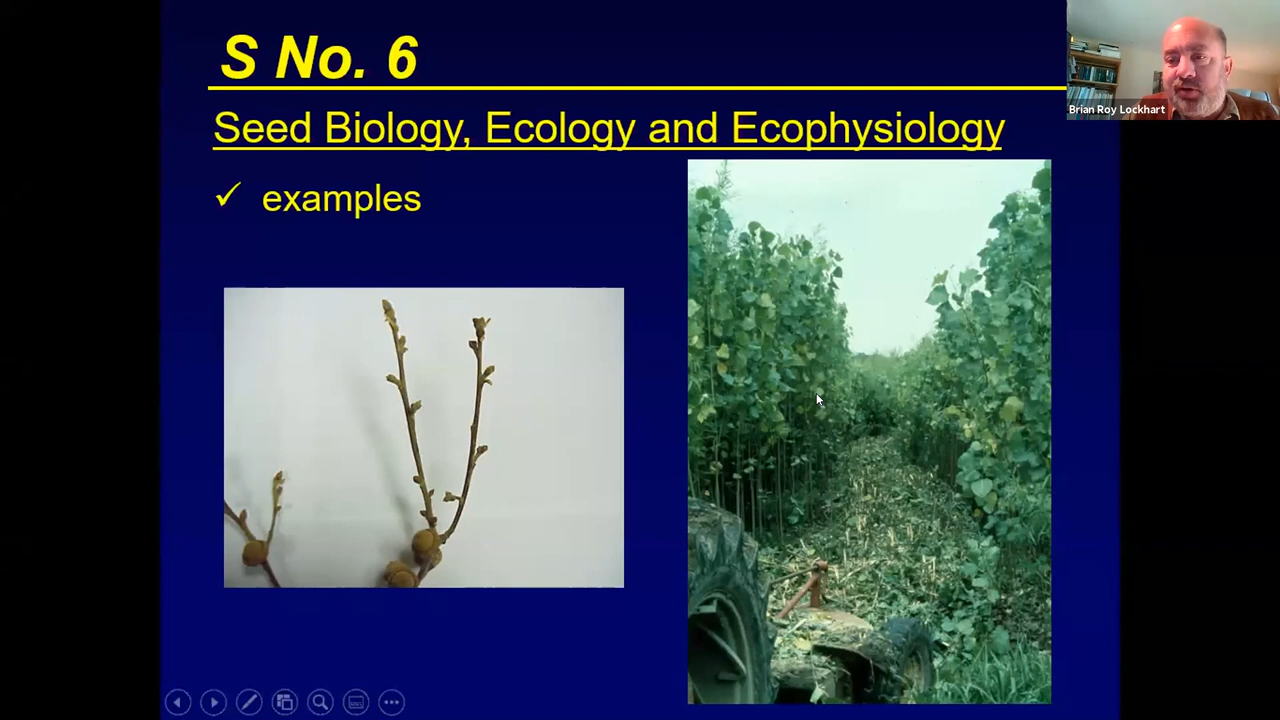 S No. 6
Seed Biology, Ecology and Ecophysiology
✓ examples
Brian Roy Lockhart